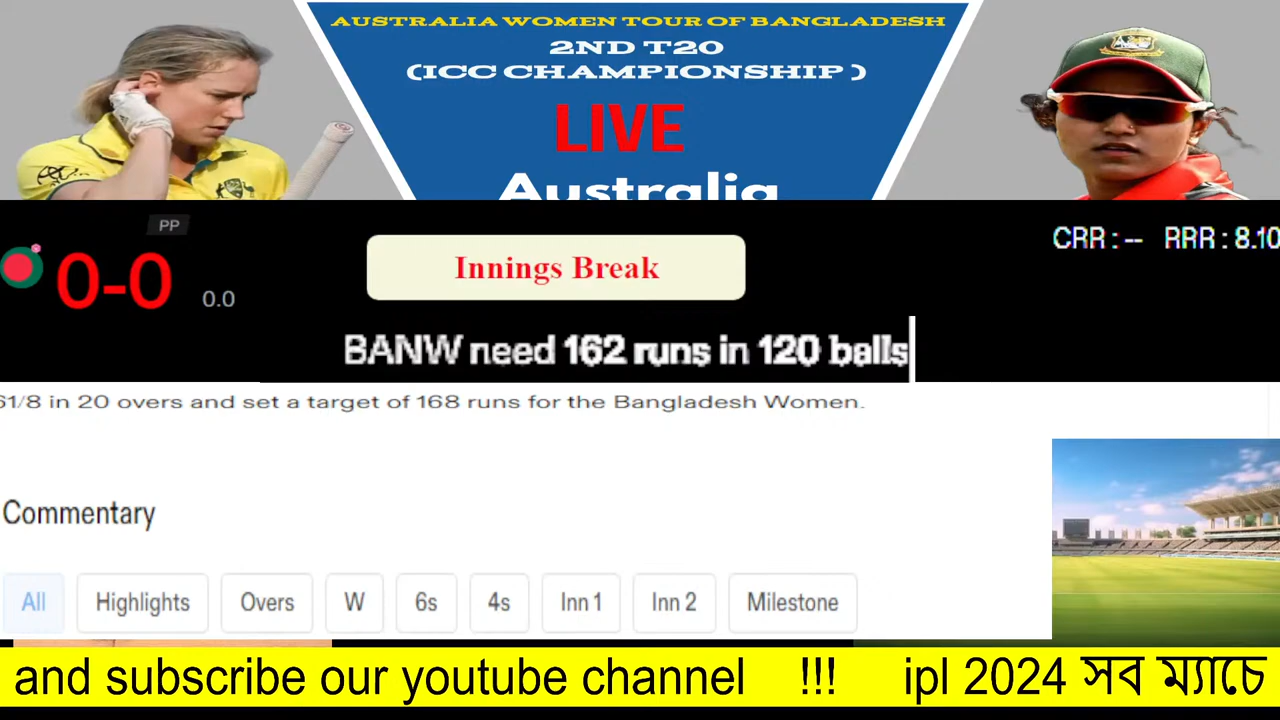 AUSTRALIA WOMEN TOUR OF BANGLADESH
2ND T20
(ICC CHAMPIONSHIP )
LIVE
Australia
PP
0-0
0.0
Innings Break
CRR : -- RRR : 8.10
BANW need 162 runs in 120 balls
61/8 in 20 overs and set a target of 168 runs for the Bangladesh Women.
Commentary
All Highlights Overs W 6s 4s Inn 1 Inn 2 Milestone
and subscribe our youtube channel !!! ipl 2024 সব ম্যাচে